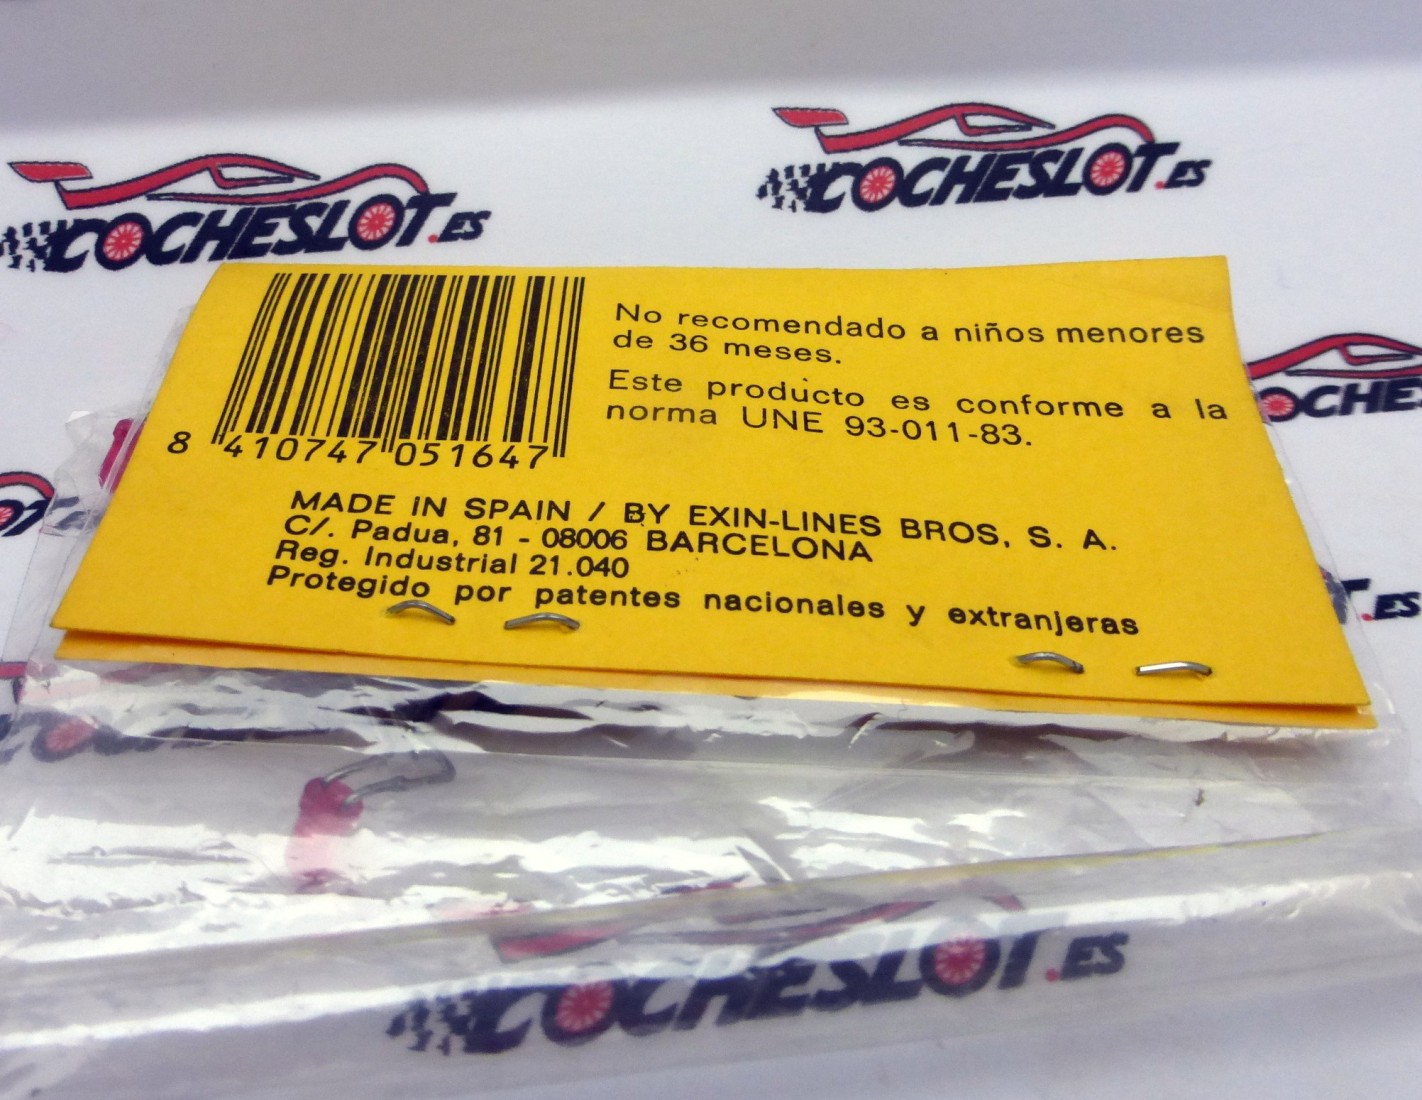 COCHESLOT.ES
COCHESLOT.ES
No recomendado a niños menores
de 36 meses.
Este producto es conforme a la
norma UNE 93-011-83.
8 410747 051647
MADE IN SPAIN / BY EXIN-LINES BROS, S. A.
C/. Padua, 81 - 08006 BARCELONA
Reg. Industrial 21.040
Protegido por patentes nacionales y extranjeras
COCHESLOT.ES